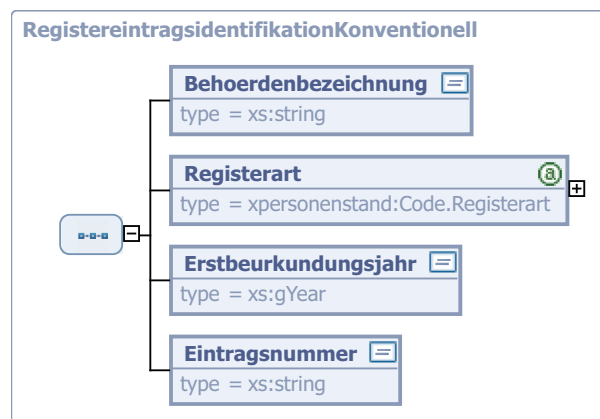 RegistereintragsidentifikationKonventionell
Behoerdenbezeichnung
type = xs:string
Registerart
type = xpersonenstand:Code.Registerart
Erstbeurkundungsjahr
type = xs:gYear
Eintragsnummer
type = xs:string